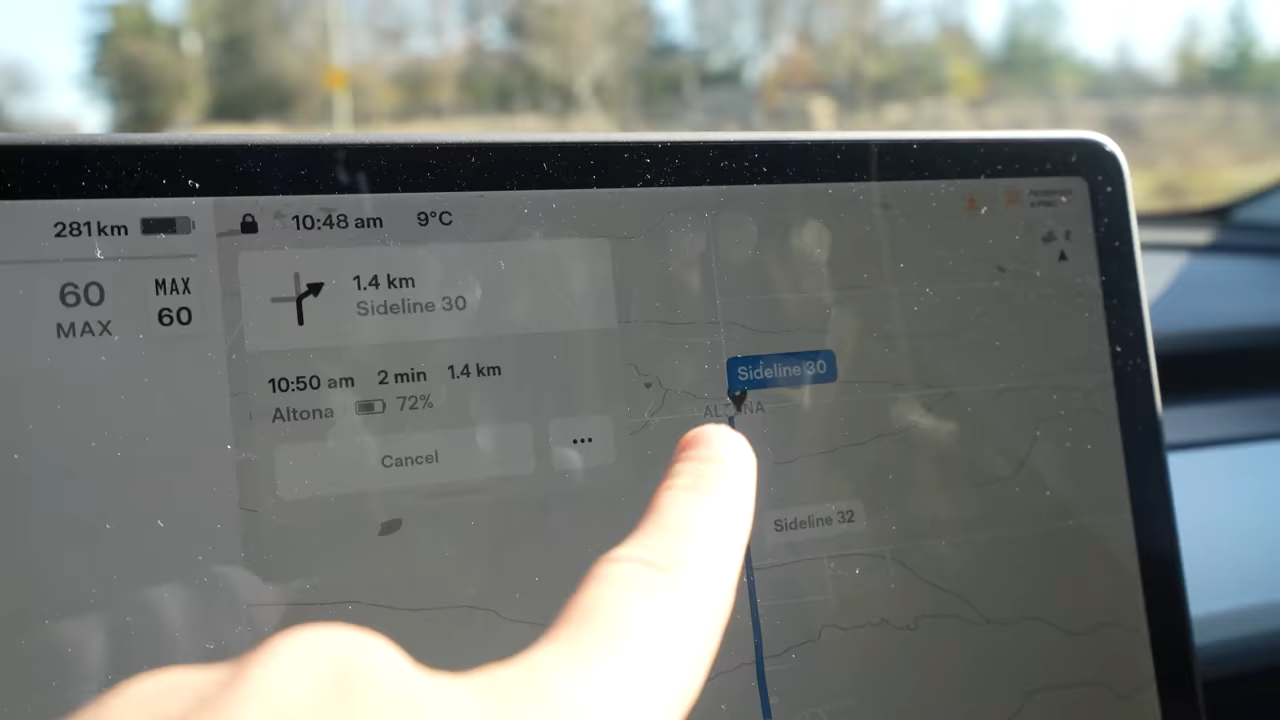 281 km
10:48 am 9°C
60
MAX
MAX
60
1.4 km
Sideline 30
10:50 am 2 min 1.4 km
Altona 72%
Cancel
...
Sideline 30
Sideline 32